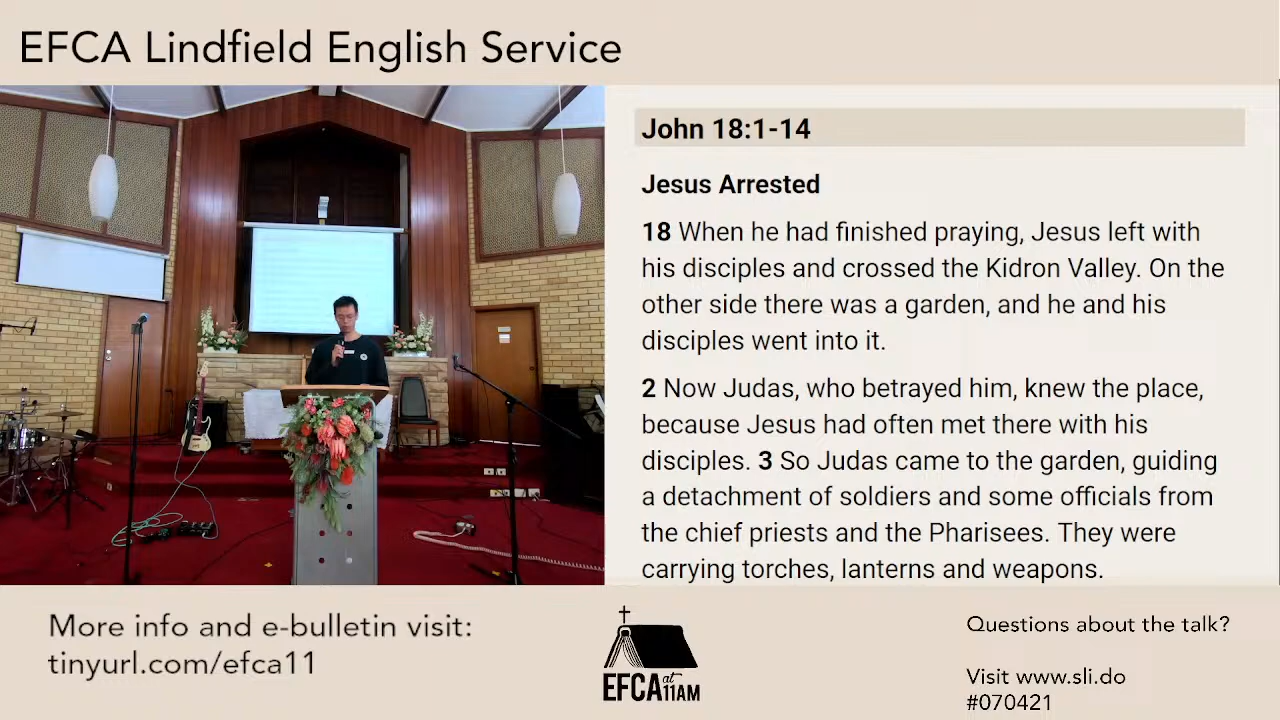 EFCA Lindfield English Service
John 18:1-14
Jesus Arrested
18 When he had finished praying, Jesus left with
his disciples and crossed the Kidron Valley. On the
other side there was a garden, and he and his
disciples went into it.
2 Now Judas, who betrayed him, knew the place,
because Jesus had often met there with his
disciples. 3 So Judas came to the garden, guiding
a detachment of soldiers and some officials from
the chief priests and the Pharisees. They were
carrying torches, lanterns and weapons.
More info and e-bulletin visit:
tinyurl.com/efca11
EFCA at 11AM
Questions about the talk?
Visit www.sli.do
#070421